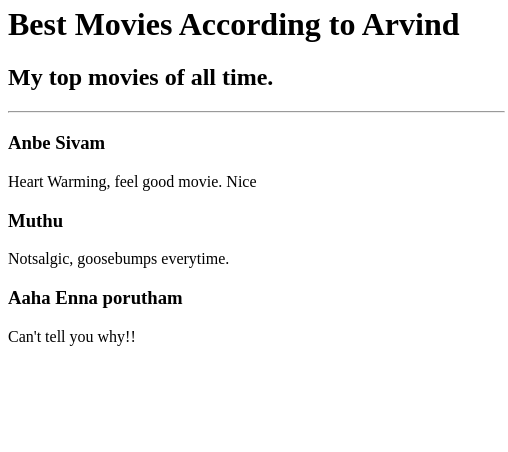 Best Movies According to Arvind
My top movies of all time.
Anbe Sivam
Heart Warming, feel good movie. Nice
Muthu
Notsalgic, goosebumps everytime.
Aaha Enna porutham
Can't tell you why!!